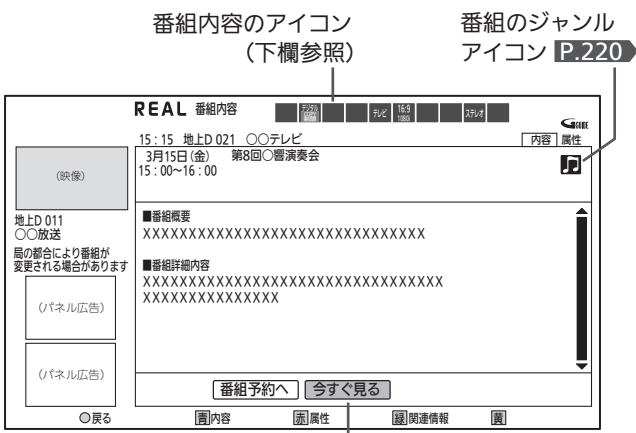 番組内容のアイコン
（下欄参照）
番組のジャンル
アイコン P.220
REAL 番組内容
テレビ
16:9
1080i
ステレオ
G GUIDE
15：15 地上D 021 ○○テレビ
内容 属性
3月15日（金） 第8回○響演奏会
15：00～16：00
（映像）
地上D 011
○○放送
局の都合により番組が
変更される場合があります
（パネル広告）
（パネル広告）
■番組概要
XXXXXXXXXXXXXXXXXXXXXXXXXXXXXXX
■番組詳細内容
XXXXXXXXXXXXXXXXXXXXXXXXXXXXXXXXX
XXXXXXXXXXXXXXX
番組予約へ 今すぐ見る
○戻る 青内容 赤属性 緑関連情報 黄